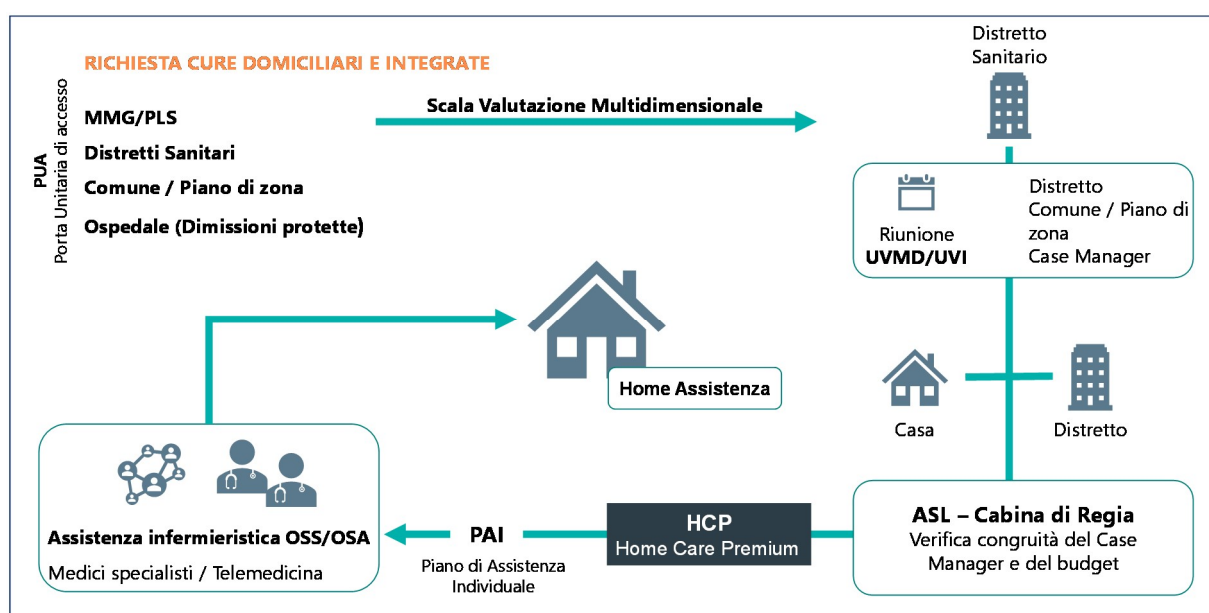 RICHIESTA CURE DOMICILIARI E INTEGRATE
PUA
Porta Unitaria di accesso
MMG/PLS
Distretti Sanitari
Comune / Piano di zona
Ospedale (Dimissioni protette)
Scala Valutazione Multidimensionale
Distretto
Sanitario
Riunione
UVMD/UVI
Distretto
Comune / Piano di
zona
Case Manager
Casa
Distretto
ASL – Cabina di Regia
Verifica congruità del Case
Manager e del budget
HCP
Home Care Premium
PAI
Piano di Assistenza
Individuale
Assistenza infermieristica OSS/OSA
Medici specialisti / Telemedicina
Home Assistenza